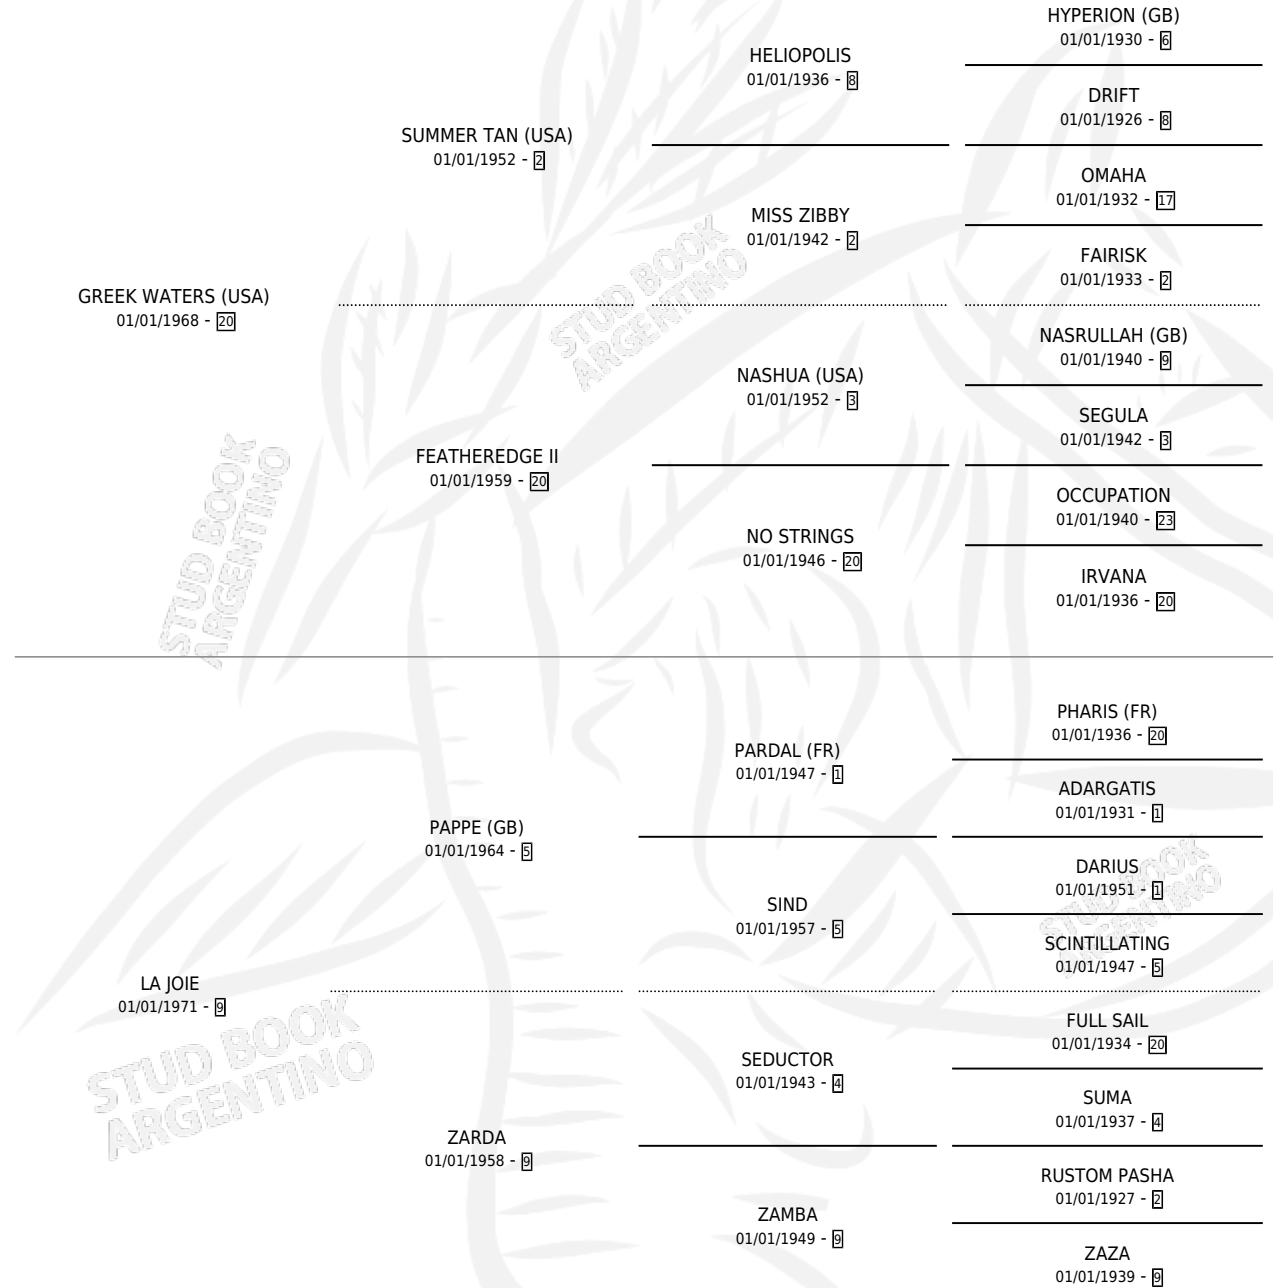 HYPERION (GB)
01/01/1930 - 6
HELIOPOLIS
01/01/1936 - 8
DRIFT
01/01/1926 - 8
SUMMER TAN (USA)
01/01/1952 - 2
OMAHA
01/01/1932 - 17
MISS ZIBBY
01/01/1942 - 2
FAIRISK
01/01/1933 - 2
GREEK WATERS (USA)
01/01/1968 - 20
NASRULLAH (GB)
01/01/1940 - 9
NASHUA (USA)
01/01/1952 - 3
SEGULA
01/01/1942 - 3
FEATHEREDGE II
01/01/1959 - 20
OCCUPATION
01/01/1940 - 23
NO STRINGS
01/01/1946 - 20
IRVANA
01/01/1936 - 20
PHARIS (FR)
01/01/1936 - 20
PARDAL (FR)
01/01/1947 - 1
ADARGATIS
01/01/1931 - 1
PAPPE (GB)
01/01/1964 - 5
DARIUS
01/01/1951 - 1
SIND
01/01/1957 - 5
SCINTILLATING
01/01/1947 - 5
LA JOIE
01/01/1971 - 9
FULL SAIL
01/01/1934 - 20
SEDUCTOR
01/01/1943 - 4
SUMA
01/01/1937 - 4
ZARDA
01/01/1958 - 9
RUSTOM PASHA
01/01/1927 - 2
ZAMBA
01/01/1949 - 9
ZAZA
01/01/1939 - 9
STUD BOOK
ARGENTINO
STUD BOOK
ARGENTINO
STUD BOOK
ARGENTINO
STUD BOOK
ARGENTINO